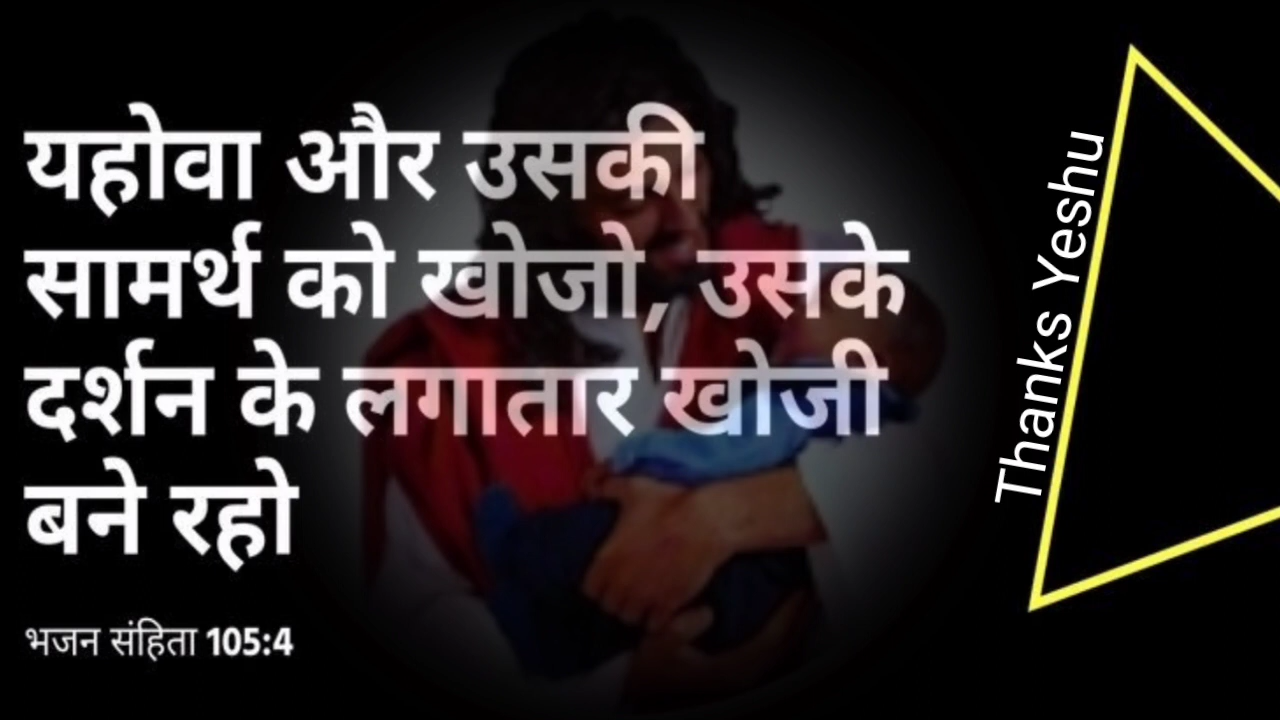 यहोवा और उसकी
सामर्थ को खोजो, उसके
दर्शन के लगातार खोजी
बने रहो
भजन संहिता 105:4
Thanks Yeshu